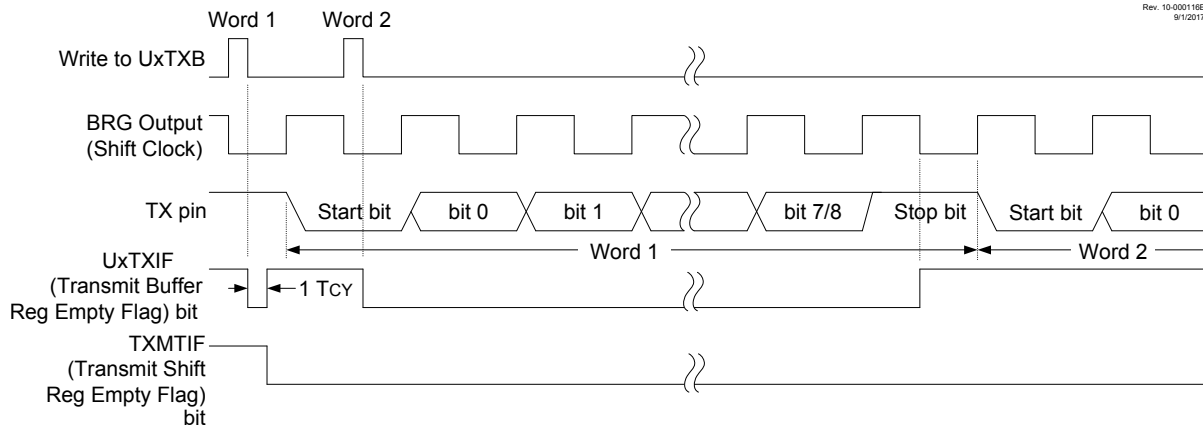 Rev. 10-000116B
9/1/2017
Word 1
Word 2
Write to UxTXB
BRG Output
(Shift Clock)
TX pin
Start bit
bit 0
bit 1
bit 7/8
Stop bit
Start bit
bit 0
Word 1
Word 2
UxTXIF
(Transmit Buffer
Reg Empty Flag) bit
1 TCY
TXMTIF
(Transmit Shift
Reg Empty Flag)
bit